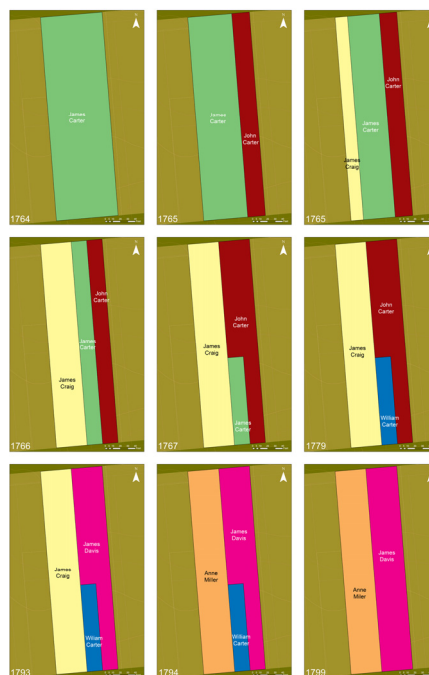 James
Carter
1764
James
Carter
John
Carter
1765
John
Carter
James
Carter
James
Craig
1765
John
Carter
James
Carter
James
Craig
1766
John
Carter
James
Craig
James
Carter
1767
John
Carter
James
Craig
William
Carter
1779
James
Davis
James
Craig
William
Carter
1793
James
Davis
Anne
Miller
William
Carter
1794
James
Davis
Anne
Miller
1799